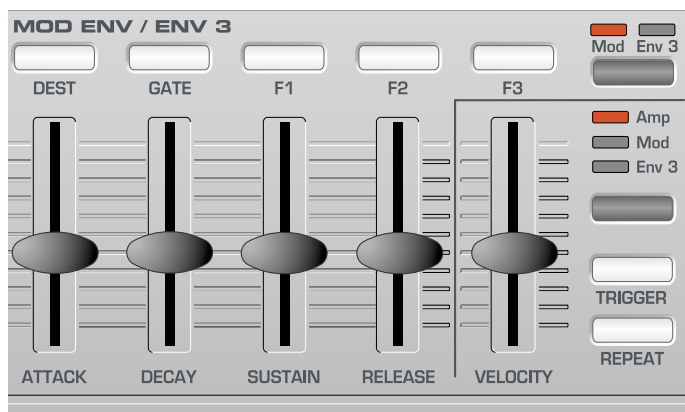 MOD ENV / ENV 3
Mod Env 3
DEST GATE F1 F2 F3
Amp
Mod
Env 3
TRIGGER
REPEAT
ATTACK DECAY SUSTAIN RELEASE VELOCITY